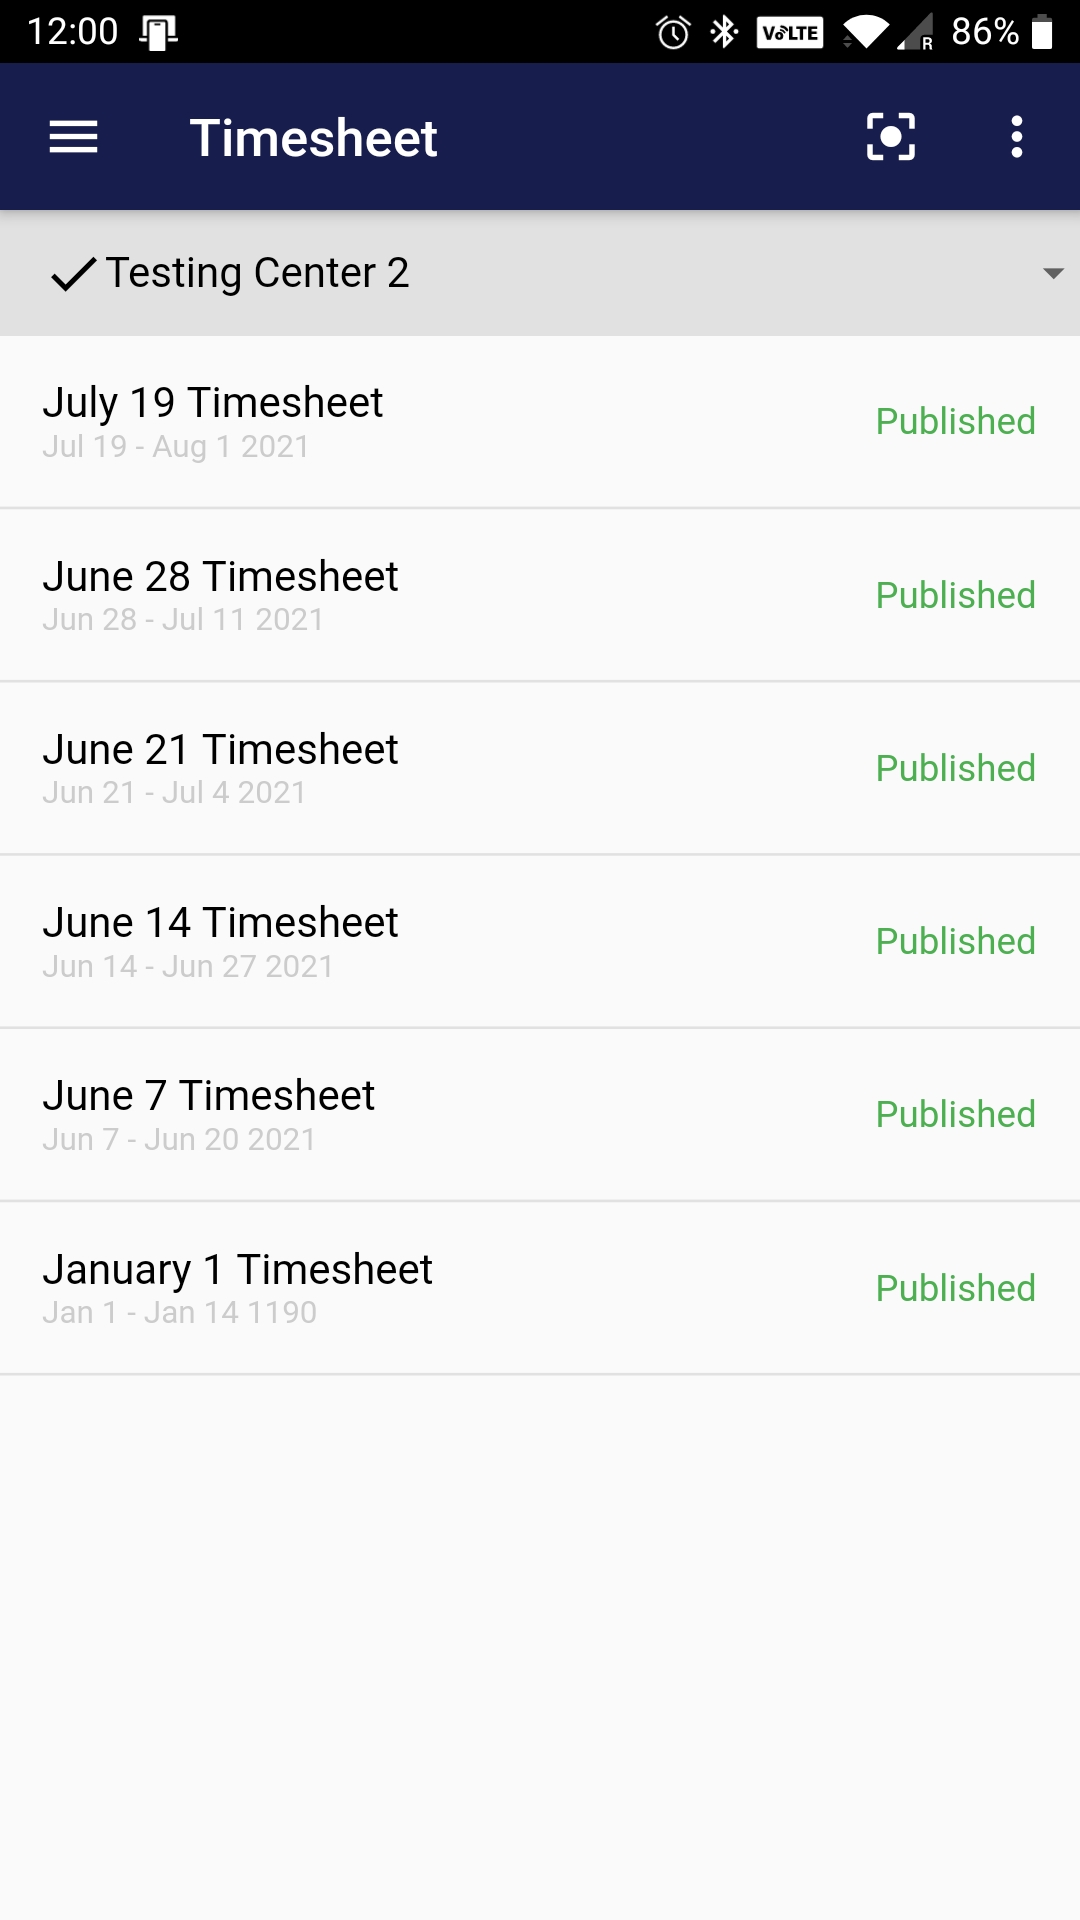 12:00 VoLTE R 86%
Timesheet
Testing Center 2
July 19 Timesheet
Jul 19 - Aug 1 2021
Published
June 28 Timesheet
Jun 28 - Jul 11 2021
Published
June 21 Timesheet
Jun 21 - Jul 4 2021
Published
June 14 Timesheet
Jun 14 - Jun 27 2021
Published
June 7 Timesheet
Jun 7 - Jun 20 2021
Published
January 1 Timesheet
Jan 1 - Jan 14 1190
Published